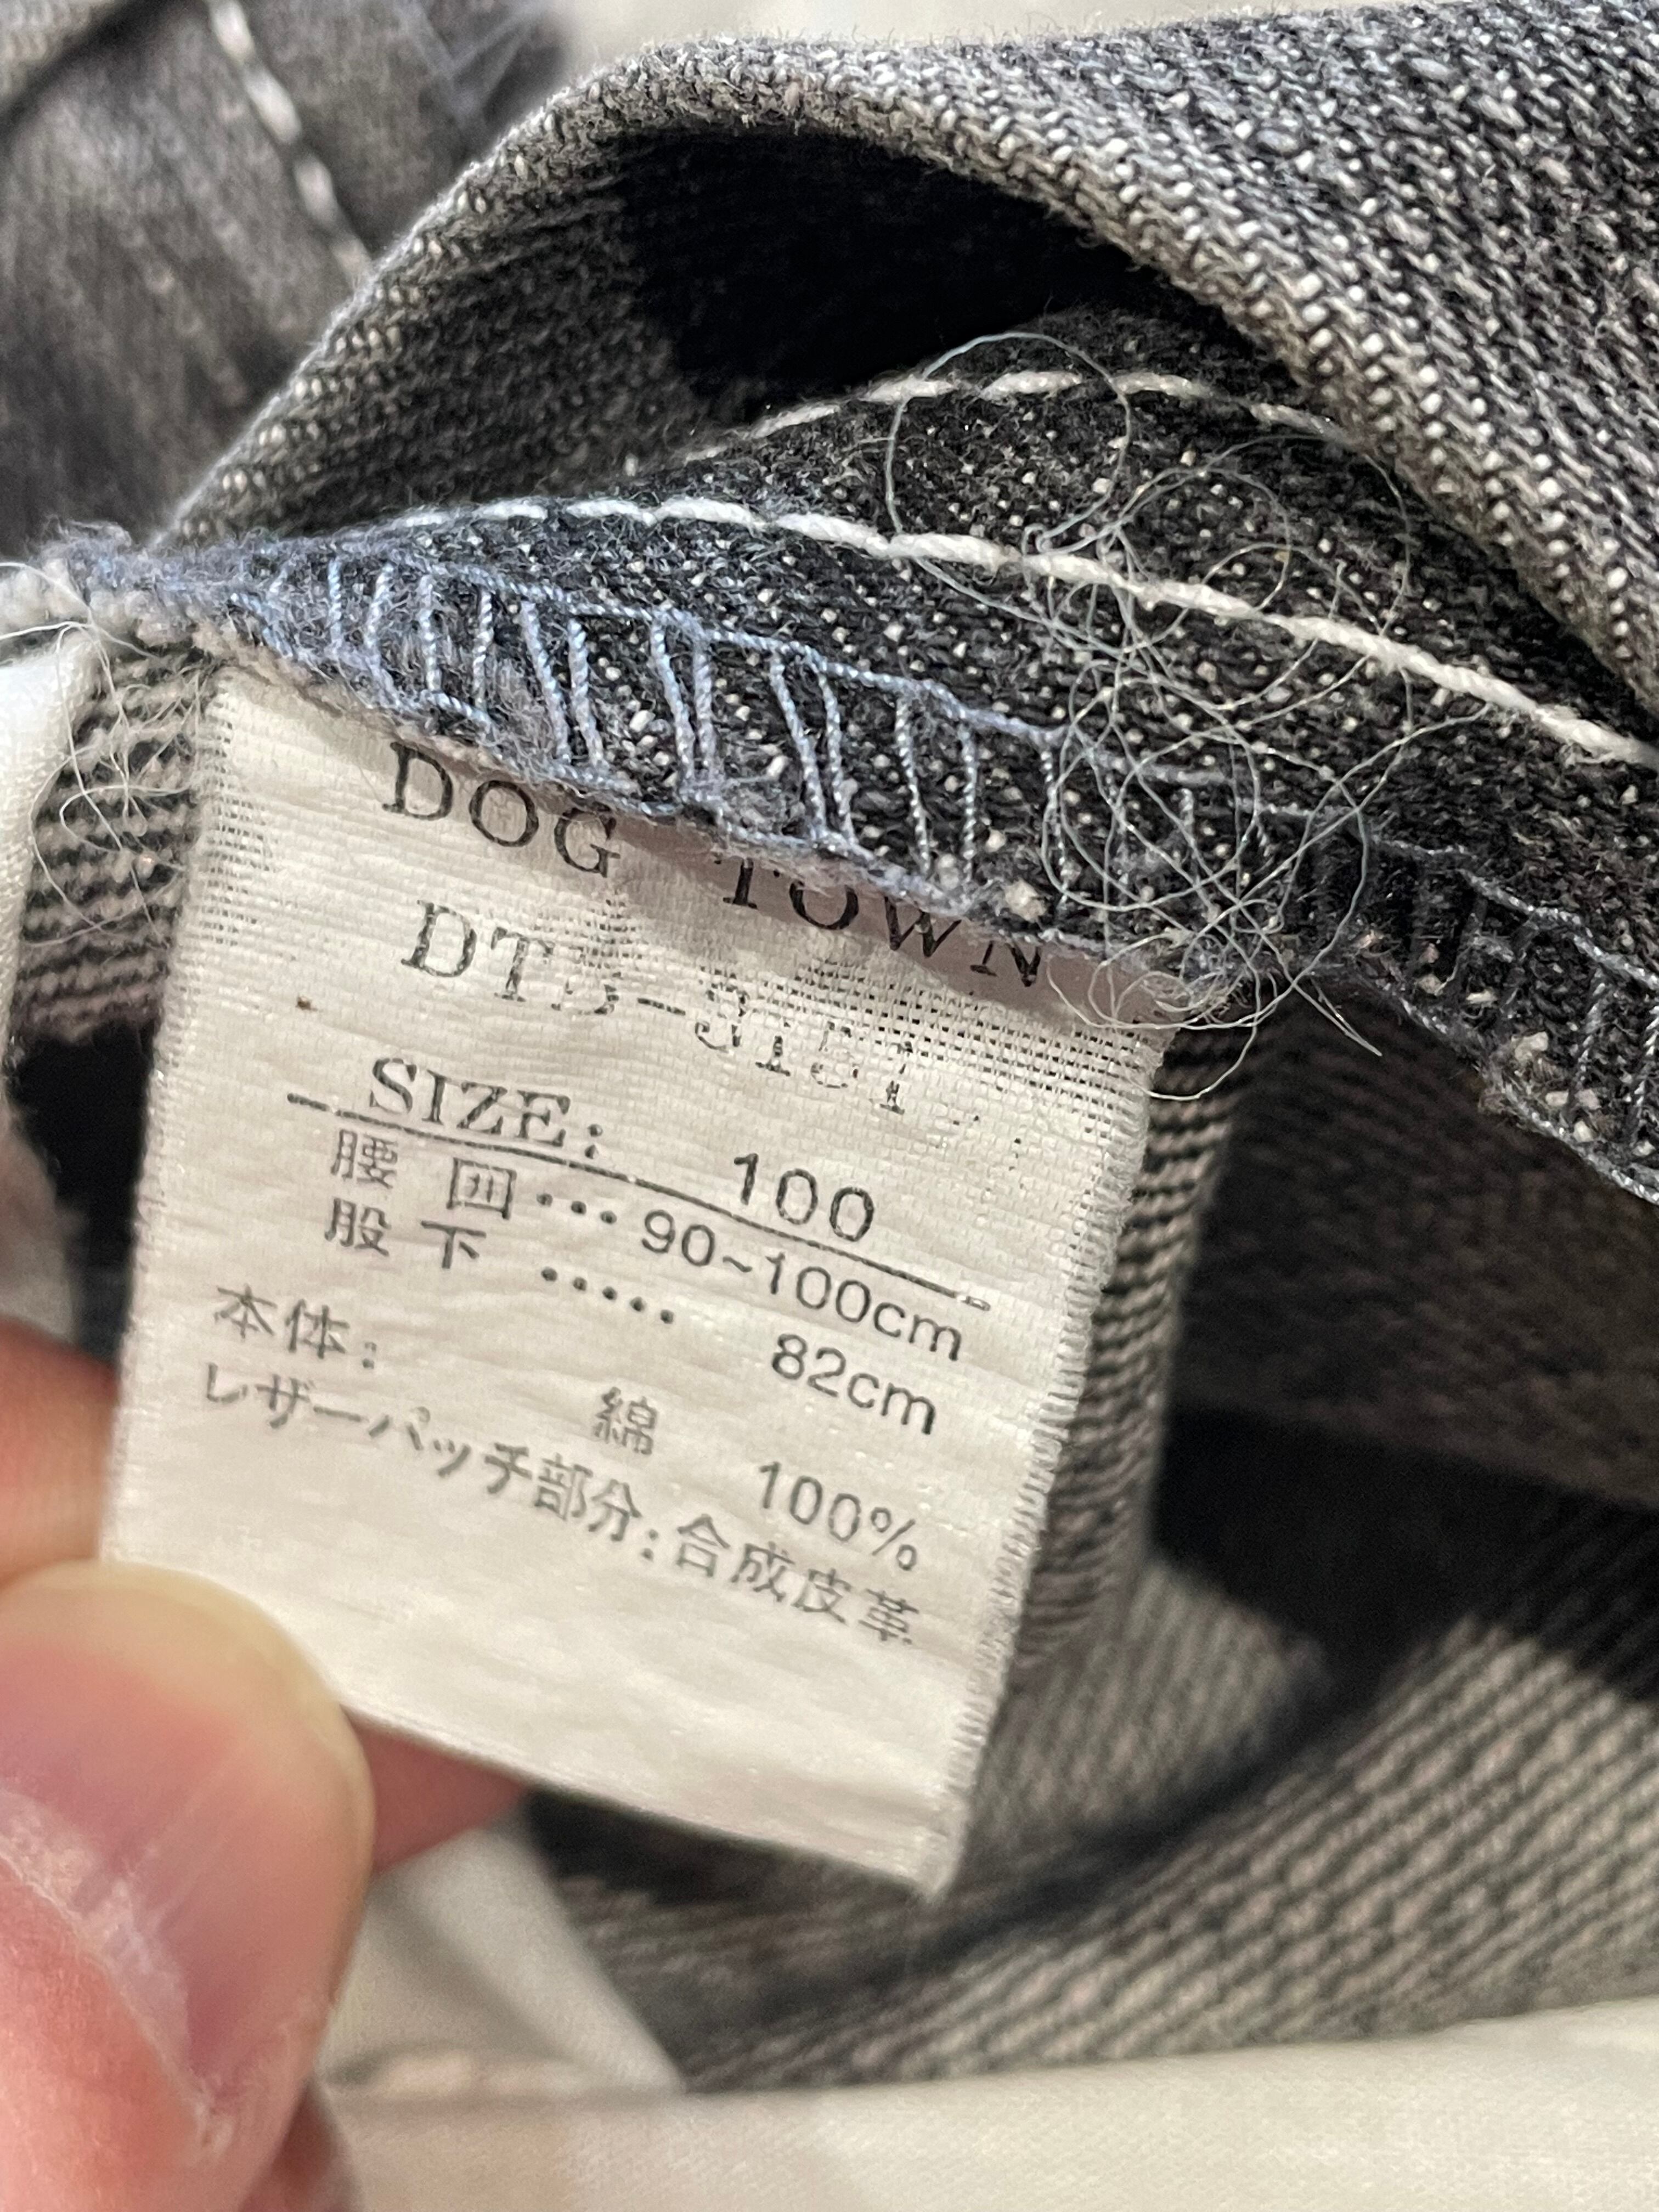 DOG TOWN
SIZE: 100
腰 囲・・・90~100cm
股 下 ・・・・・ 82cm
本体: 綿 100%
レザーパッチ部分:合成皮革